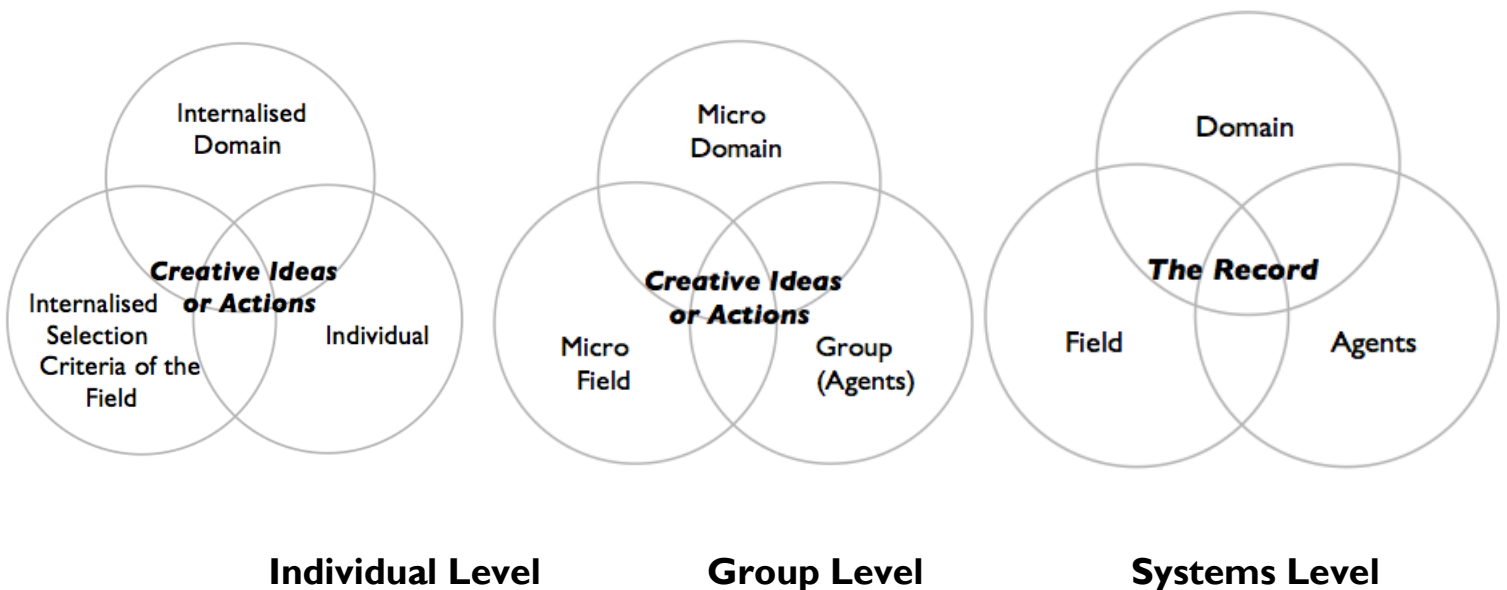 Internalised
Domain
Creative Ideas
or Actions
Internalised
Selection
Criteria of the
Field
Individual
Micro
Domain
Creative Ideas
or Actions
Micro
Field
Group
(Agents)
Domain
The Record
Field
Agents
Individual Level
Group Level
Systems Level